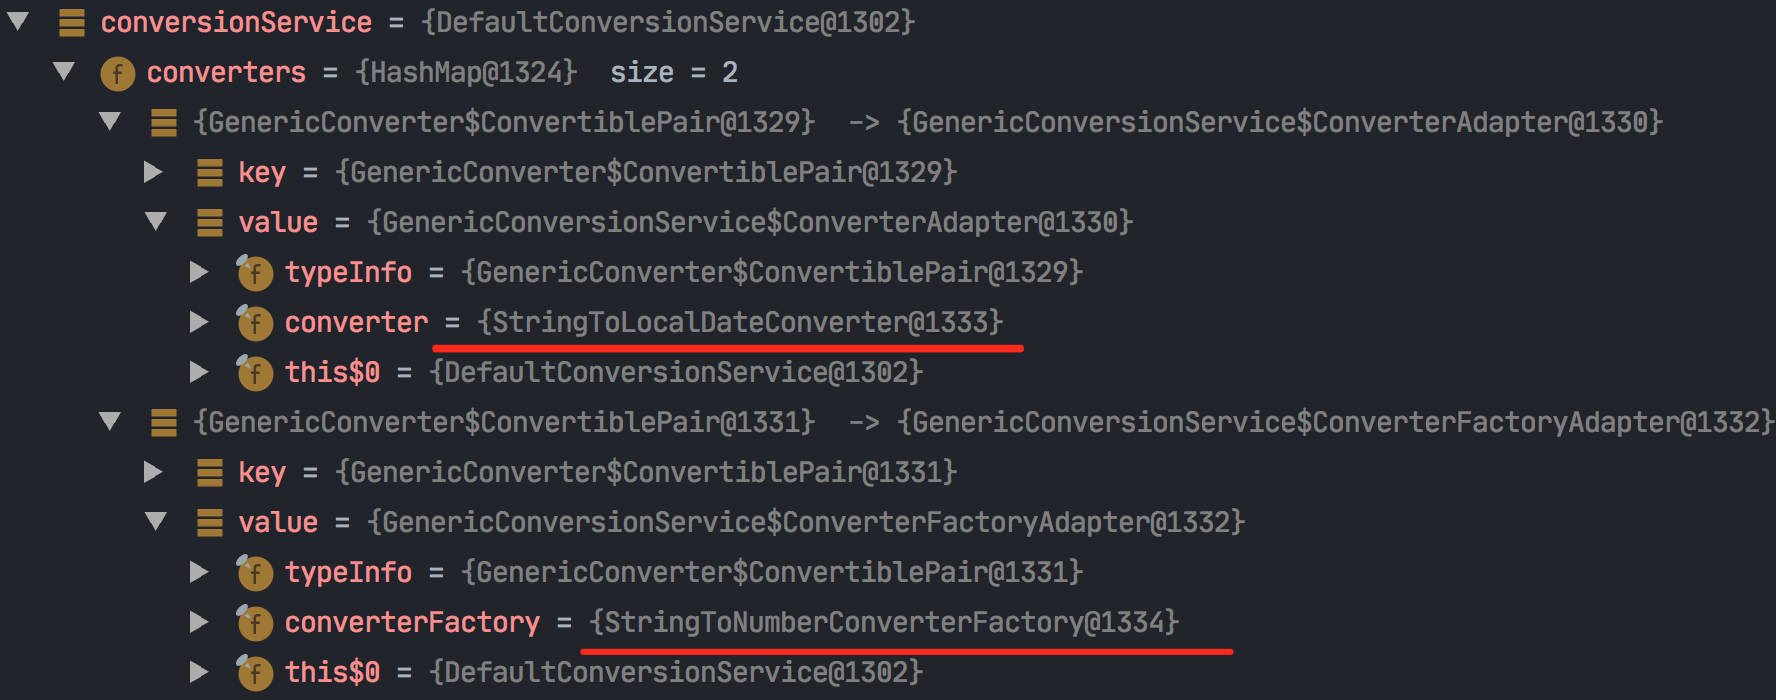 conversionService = {DefaultConversionService@1302}
f converters = {HashMap@1324} size = 2
{GenericConverter$ConvertiblePair@1329} -> {GenericConversionService$ConverterAdapter@1330}
key = {GenericConverter$ConvertiblePair@1329}
value = {GenericConversionService$ConverterAdapter@1330}
f typeInfo = {GenericConverter$ConvertiblePair@1329}
f converter = {StringToLocalDateConverter@1333}
f this$0 = {DefaultConversionService@1302}
{GenericConverter$ConvertiblePair@1331} -> {GenericConversionService$ConverterFactoryAdapter@1332}
key = {GenericConverter$ConvertiblePair@1331}
value = {GenericConversionService$ConverterFactoryAdapter@1332}
f typeInfo = {GenericConverter$ConvertiblePair@1331}
f converterFactory = {StringToNumberConverterFactory@1334}
f this$0 = {DefaultConversionService@1302}